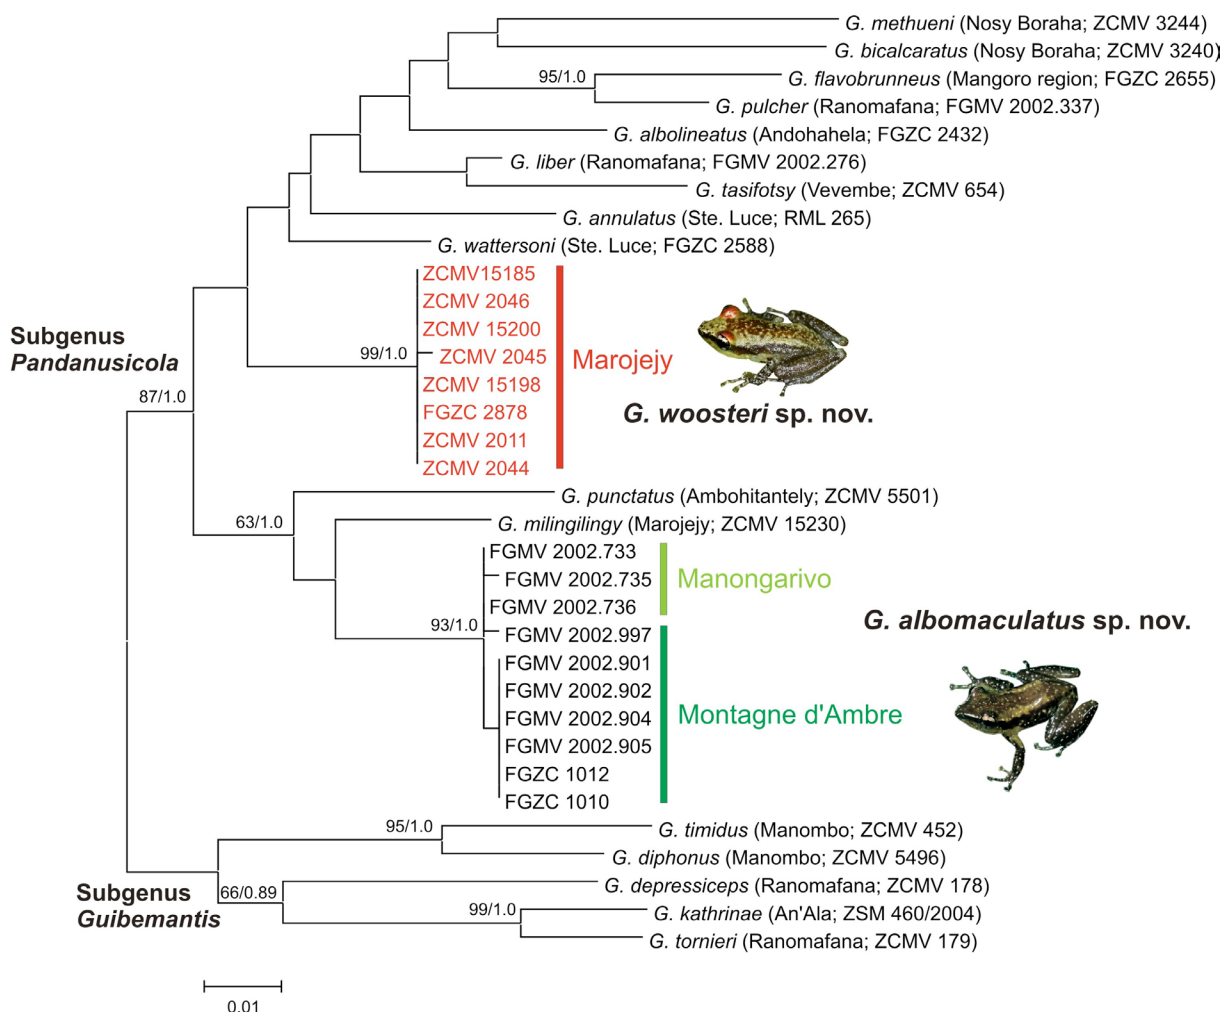 G. methueni (Nosy Boraha; ZCMV 3244)
G. bicalcaratus (Nosy Boraha; ZCMV 3240)
95/1.0
G. flavobrunneus (Mangoro region; FGZC 2655)
G. pulcher (Ranomafana; FGMV 2002.337)
G. albolineatus (Andohahela; FGZC 2432)
G. liber (Ranomafana; FGMV 2002.276)
G. tasifotsy (Vevembe; ZCMV 654)
G. annulatus (Ste. Luce; RML 265)
G. wattersoni (Ste. Luce; FGZC 2588)
ZCMV15185
ZCMV 2046
ZCMV 15200
99/1.0
ZCMV 2045
ZCMV 15198
FGZC 2878
ZCMV 2011
ZCMV 2044
Marojejy
G. woosteri sp. nov.
Subgenus
Pandanusicola
87/1.0
G. punctatus (Ambohitantely; ZCMV 5501)
63/1.0
G. milingilingy (Marojejy; ZCMV 15230)
FGMV 2002.733
FGMV 2002.735
FGMV 2002.736
Manongarivo
93/1.0
FGMV 2002.997
FGMV 2002.901
FGMV 2002.902
FGMV 2002.904
FGMV 2002.905
FGZC 1012
FGZC 1010
Montagne d'Ambre
G. albomaculatus sp. nov.
95/1.0
G. timidus (Manombo; ZCMV 452)
G. diphonus (Manombo; ZCMV 5496)
Subgenus
Guibemantis
66/0.89
G. depressiceps (Ranomafana; ZCMV 178)
99/1.0
G. kathrinae (An'Ala; ZSM 460/2004)
G. tornieri (Ranomafana; ZCMV 179)
0.01